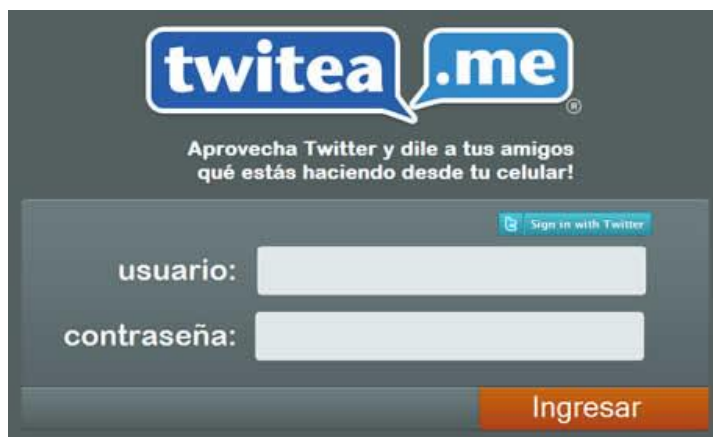 twitea .me ®
Aprovecha Twitter y dile a tus amigos
qué estás haciendo desde tu celular!
Sign in with Twitter
usuario:
contraseña:
Ingresar